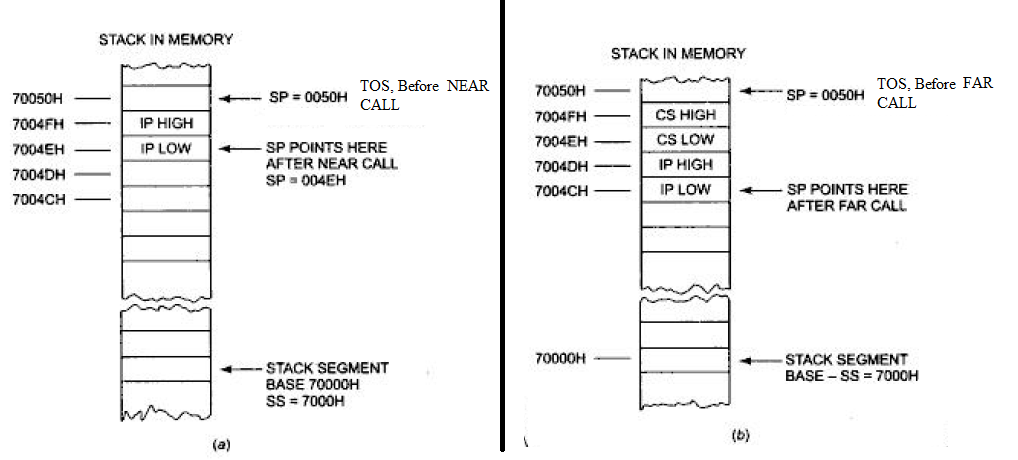 STACK IN MEMORY
70050H
SP = 0050H
TOS, Before NEAR
CALL
7004FH
IP HIGH
7004EH
IP LOW
SP POINTS HERE
AFTER NEAR CALL
SP = 004EH
7004DH
7004CH
STACK SEGMENT
BASE 70000H
SS = 7000H
(a)
STACK IN MEMORY
70050H
SP = 0050H
TOS, Before FAR
CALL
7004FH
CS HIGH
7004EH
CS LOW
7004DH
IP HIGH
7004CH
IP LOW
SP POINTS HERE
AFTER FAR CALL
70000H
STACK SEGMENT
BASE – SS = 7000H
(b)